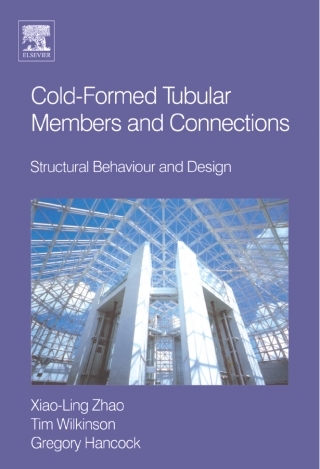 ELSEVIER
Cold-Formed Tubular
Members and Connections
Structural Behaviour and Design
Xiao-Ling Zhao
Tim Wilkinson
Gregory Hancock